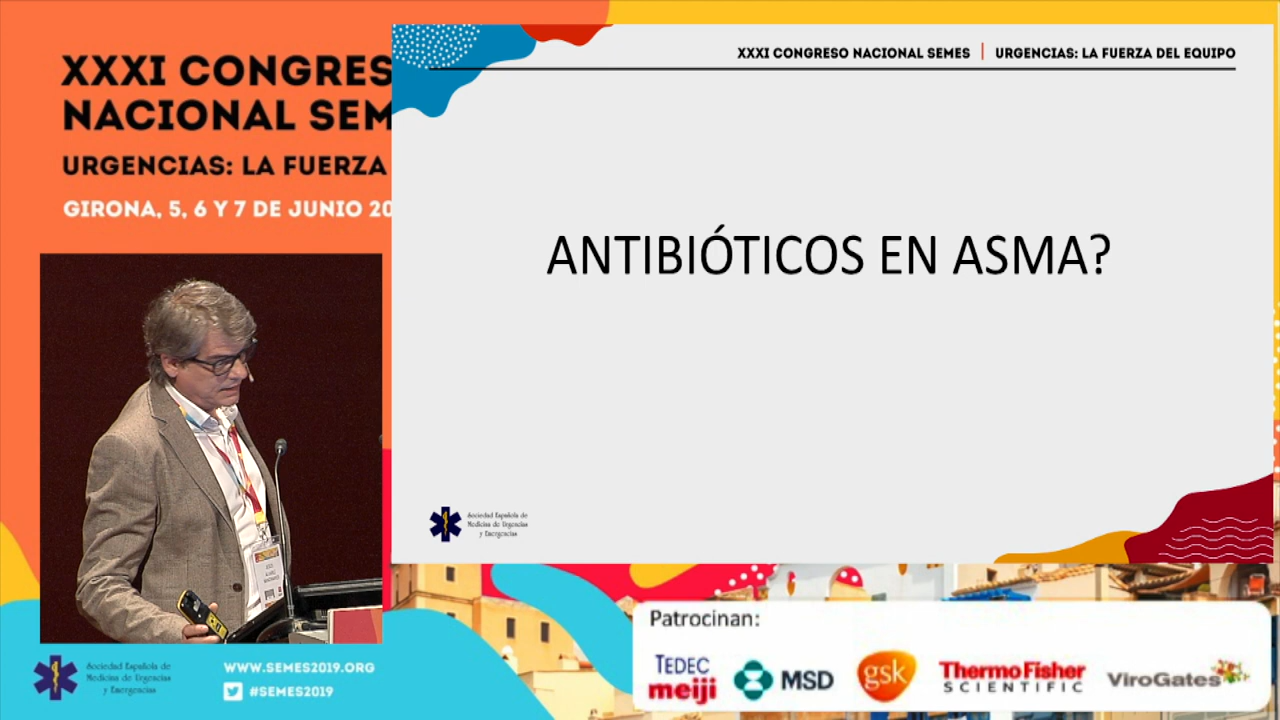 XXXI CONGRES
NACIONAL SEM
URGENCIAS: LA FUERZA
GIRONA, 5, 6 Y 7 DE JUNIO 20
XXXI CONGRESO NACIONAL SEMES | URGENCIAS: LA FUERZA DEL EQUIPO
ANTIBIÓTICOS EN ASMA?
Sociedad Española de
Medicina de Urgencias
y Emergencias
Sociedad Española de
Medicina de Urgencias
y Emergencias
WWW.SEMES2019.ORG
#SEMES2019
Patrocinan:
TEDEC
meiji
MSD
gsk
ThermoFisher
SCIENTIFIC
ViroGates